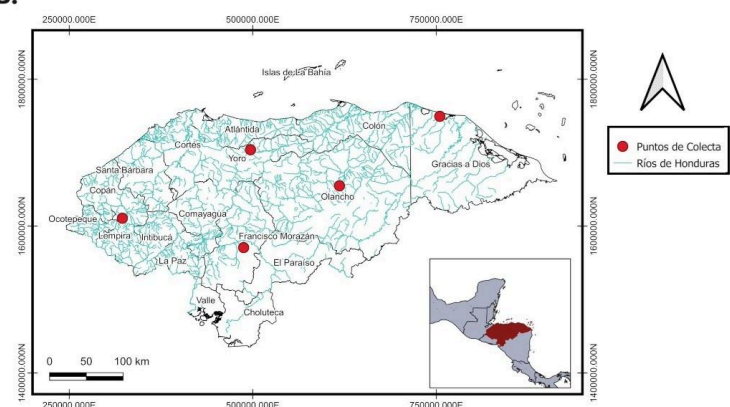 250000.000E 500000.000E 750000.000E
1800000.000N 1800000.000N
Islas de La Bahía
Atlántida Colón
Cortés
Yoro Gracias a Dios
Santa Bárbara
Copán Olancho
Ocotepeque Comayagua
1600000.000N 1600000.000N
Lempira Intibucá Francisco Morazán
La Paz El Paraíso
Valle
Choluteca
0 50 100 km
1400000.000N 1400000.000N
250000.000E 500000.000E 750000.000E
Puntos de Colecta
Ríos de Honduras